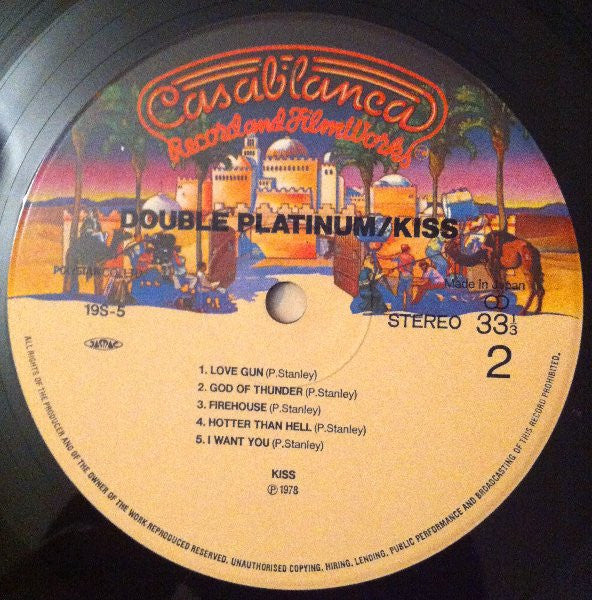 Casablanca
Record and FilmWorks
DOUBLE PLATINUM/KISS
Made In Japan
19S-5
STEREO 33 1/3
JASRAC
2
1. LOVE GUN (P.Stanley)
2. GOD OF THUNDER (P.Stanley)
3. FIREHOUSE (P.Stanley)
4. HOTTER THAN HELL (P.Stanley)
5. I WANT YOU (P.Stanley)
KISS
Ⓟ 1978
ALL RIGHTS OF THE PRODUCER AND OF THE OWNER OF THE WORK REPRODUCED RESERVED. UNAUTHORISED COPYING, HIRING, LENDING, PUBLIC PERFORMANCE AND BROADCASTING OF THIS RECORD PROHIBITED.